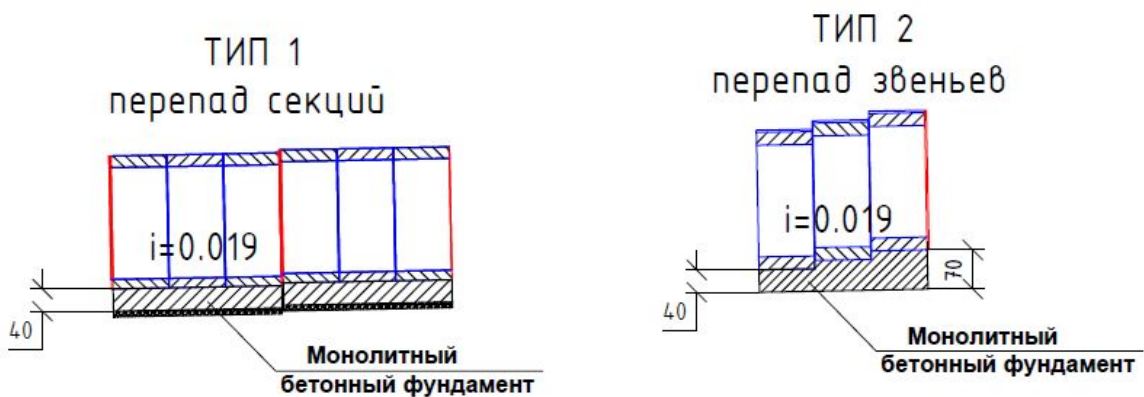 ТИП 1
перепад секций
i=0.019
40
Монолитный
бетонный фундамент
ТИП 2
перепад звеньев
i=0.019
70
40
Монолитный
бетонный фундамент